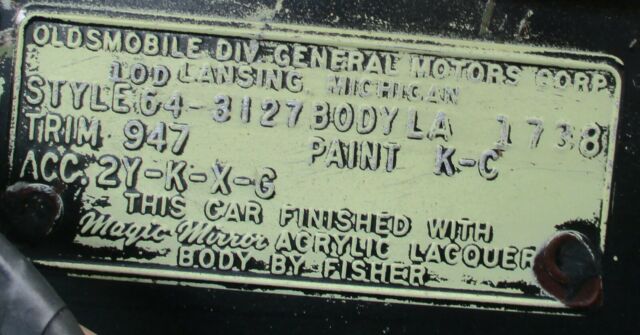 OLDSMOBILE DIV. GENERAL MOTORS CORP.
10D LANSING, MICHIGAN
STYLE 64-3127 BODY LA 1738
TRIM 947 PAINT K-C
ACC. 2Y-K-X-G
THIS CAR FINISHED WITH
Magic-Mirror ACRYLIC LACQUER
BODY BY FISHER